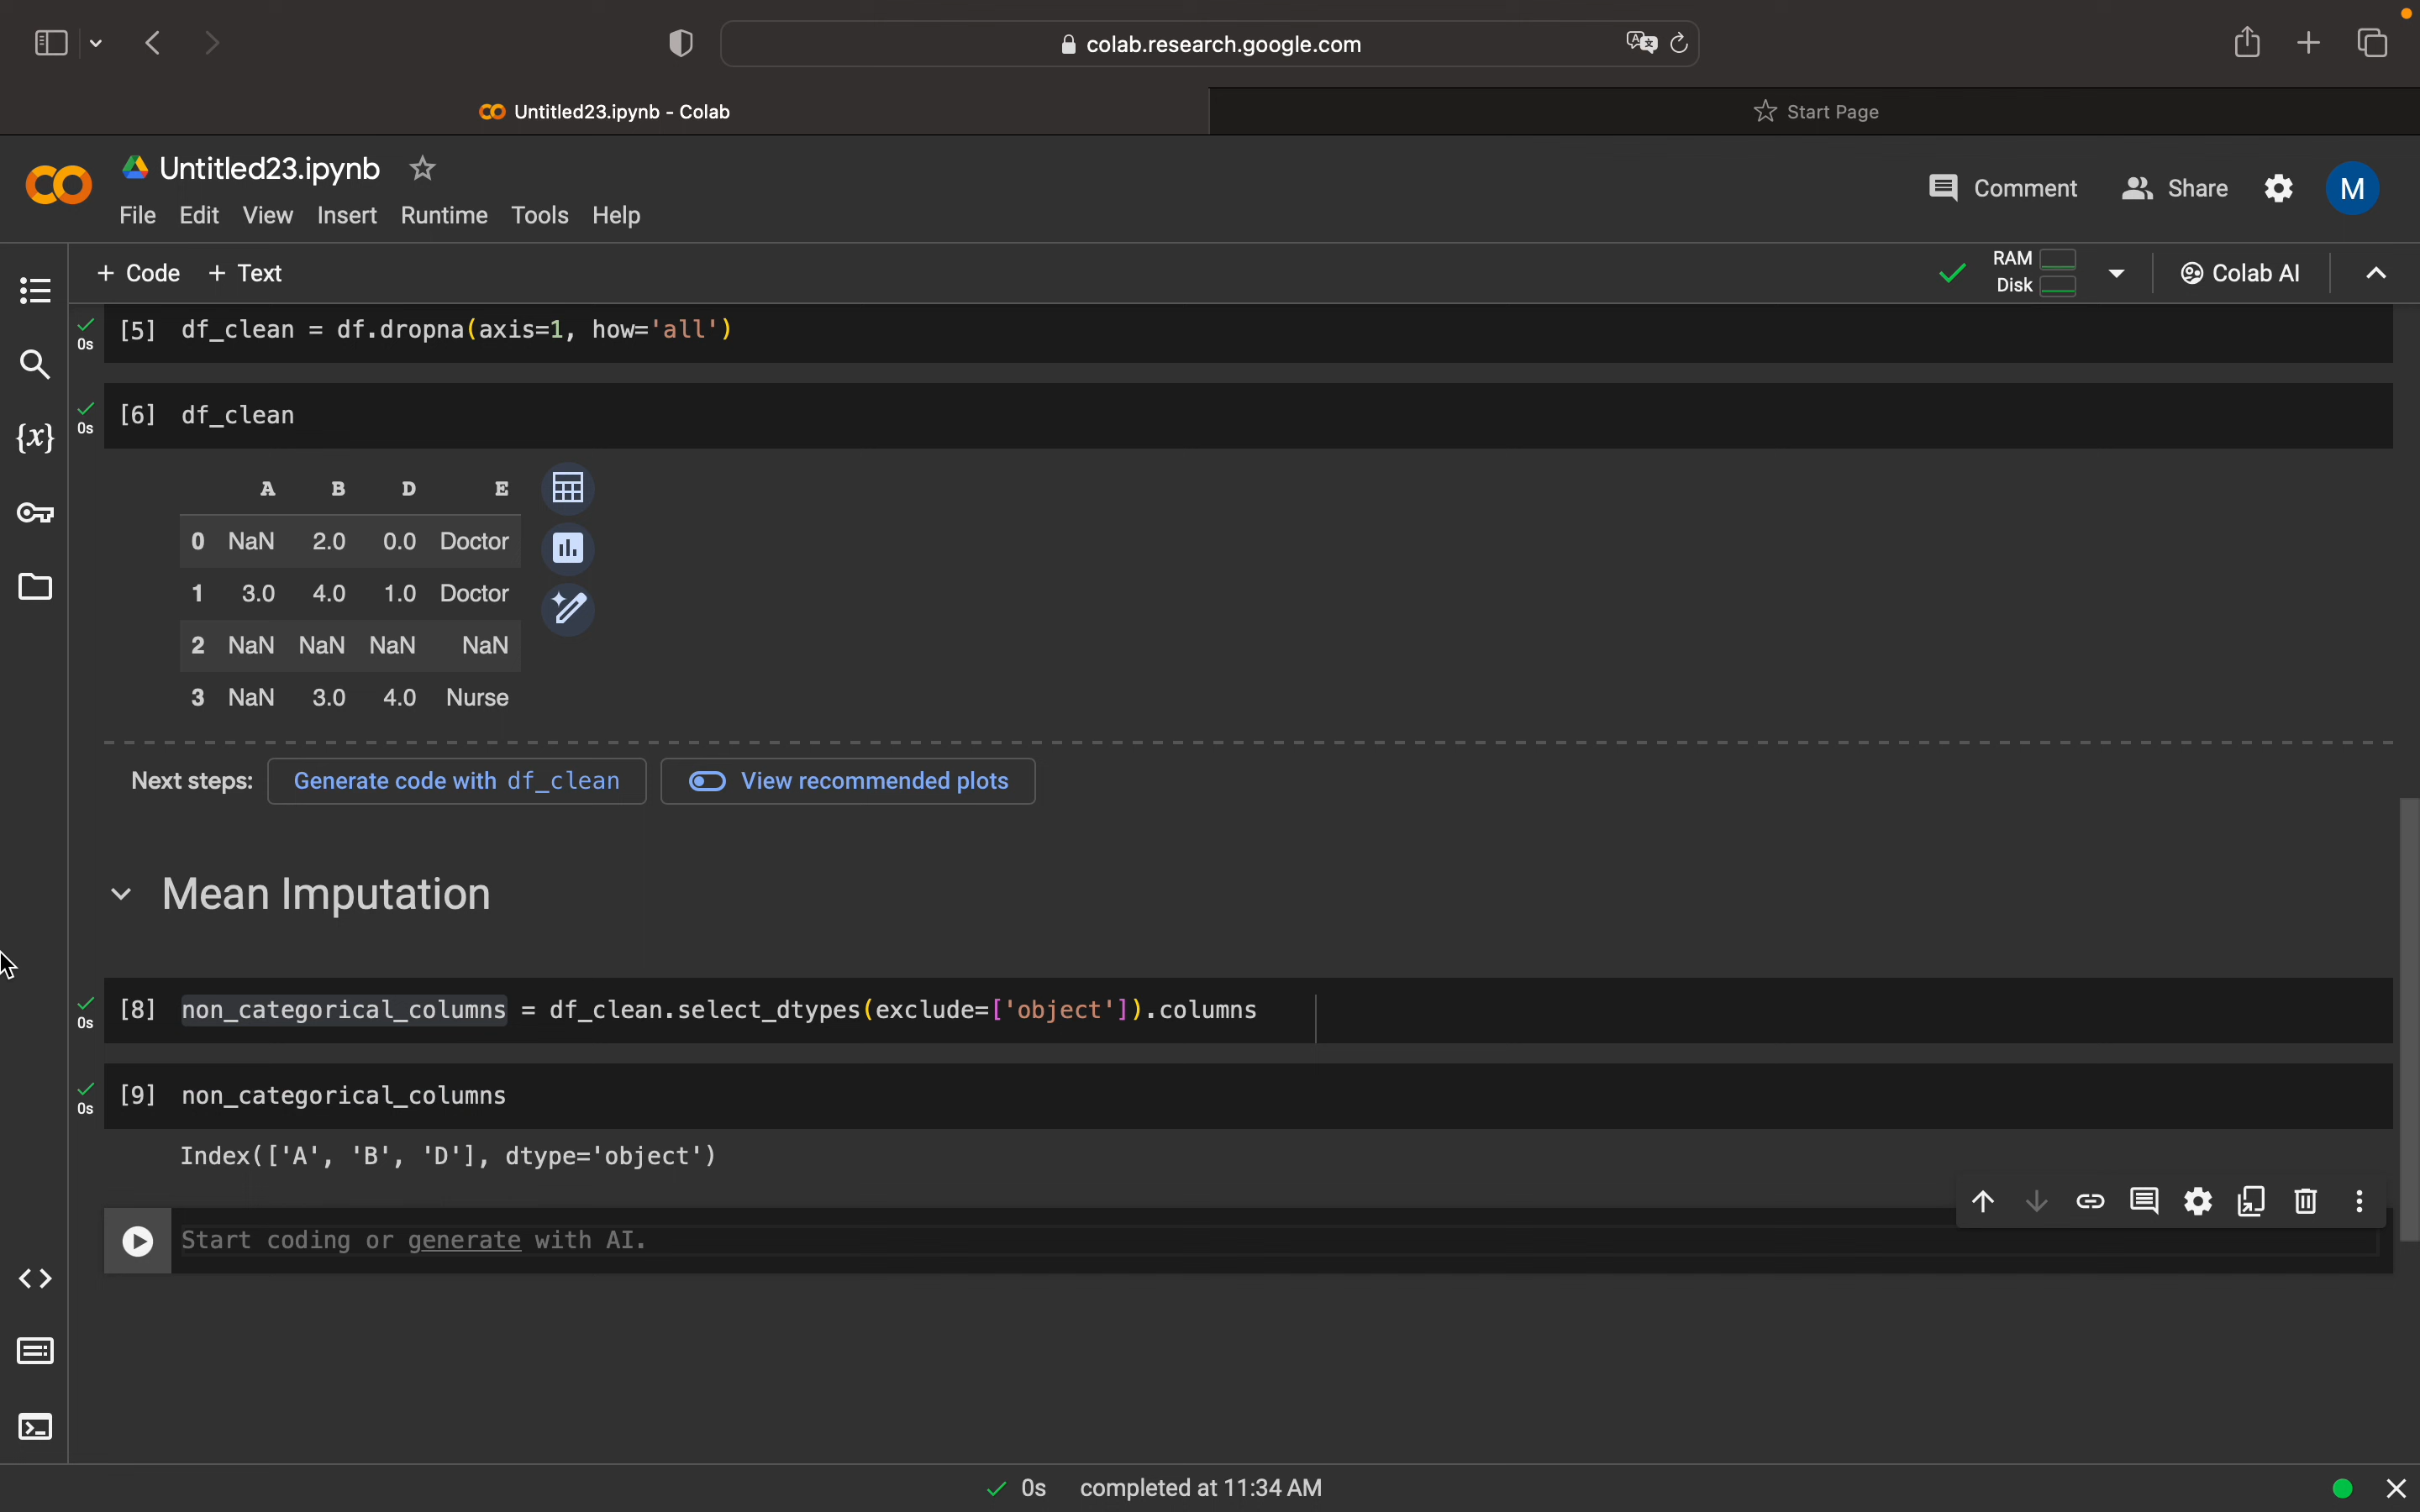 colab.research.google.com
Untitled23.ipynb - Colab
Start Page
Untitled23.ipynb
File Edit View Insert Runtime Tools Help
Comment
Share
M
+ Code + Text
RAM
Disk
Colab AI
[5] df_clean = df.dropna(axis=1, how='all')
0s
[6] df_clean
0s
A B D E
0 NaN 2.0 0.0 Doctor
1 3.0 4.0 1.0 Doctor
2 NaN NaN NaN NaN
3 NaN 3.0 4.0 Nurse
Next steps: Generate code with df_clean View recommended plots
Mean Imputation
[8] non_categorical_columns = df_clean.select_dtypes(exclude=['object']).columns
0s
[9] non_categorical_columns
0s
Index(['A', 'B', 'D'], dtype='object')
Start coding or generate with AI.
0s completed at 11:34 AM